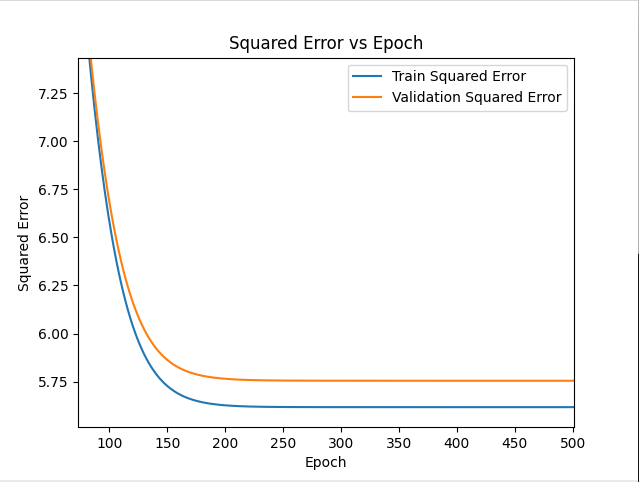 Squared Error vs Epoch
Train Squared Error
Validation Squared Error
7.25
7.00
6.75
6.50
6.25
6.00
5.75
Squared Error
100 150 200 250 300 350 400 450 500
Epoch